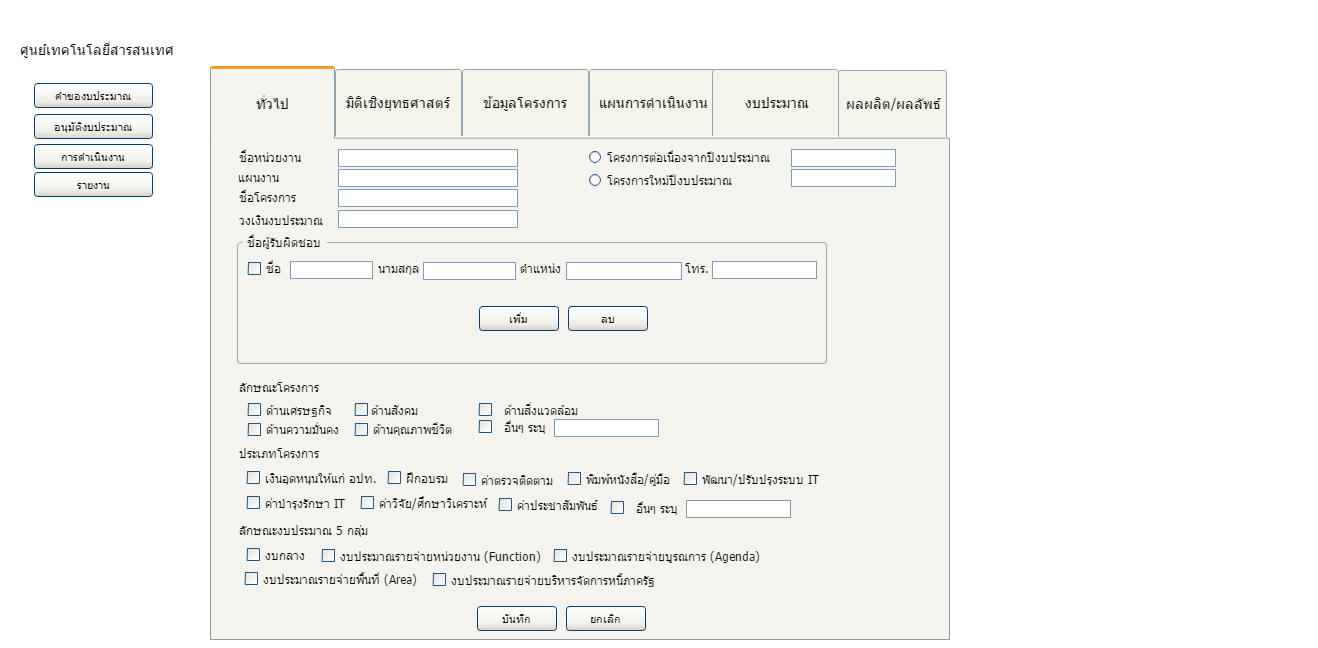 ศูนย์เทคโนโลยีสารสนเทศ
คำของบประมาณ
อนุมัติงบประมาณ
การดำเนินงาน
รายงาน
ทั่วไป มิติเชิงยุทธศาสตร์ ข้อมูลโครงการ แผนการดำเนินงาน งบประมาณ ผลผลิต/ผลลัพธ์
ชื่อหน่วยงาน โครงการต่อเนื่องจากปีงบประมาณ
แผนงาน โครงการใหม่ปีงบประมาณ
ชื่อโครงการ
วงเงินงบประมาณ
ชื่อผู้รับผิดชอบ
ชื่อ นามสกุล ตำแหน่ง โทร.
เพิ่ม ลบ
ลักษณะโครงการ
ด้านเศรษฐกิจ ด้านสังคม ด้านสิ่งแวดล้อม
ด้านความมั่นคง ด้านคุณภาพชีวิต อื่นๆ ระบุ
ประเภทโครงการ
เงินอุดหนุนให้แก่ อปท. ฝึกอบรม ค่าตรวจติดตาม พิมพ์หนังสือ/คู่มือ พัฒนา/ปรับปรุงระบบ IT
ค่าบำรุงรักษา IT ค่าวิจัย/ศึกษาวิเคราะห์ ค่าประชาสัมพันธ์ อื่นๆ ระบุ
ลักษณะงบประมาณ 5 กลุ่ม
งบกลาง งบประมาณรายจ่ายหน่วยงาน (Function) งบประมาณรายจ่ายบูรณการ (Agenda)
งบประมาณรายจ่ายพื้นที่ (Area) งบประมาณรายจ่ายบริหารจัดการหนี้ภาครัฐ
บันทึก ยกเลิก